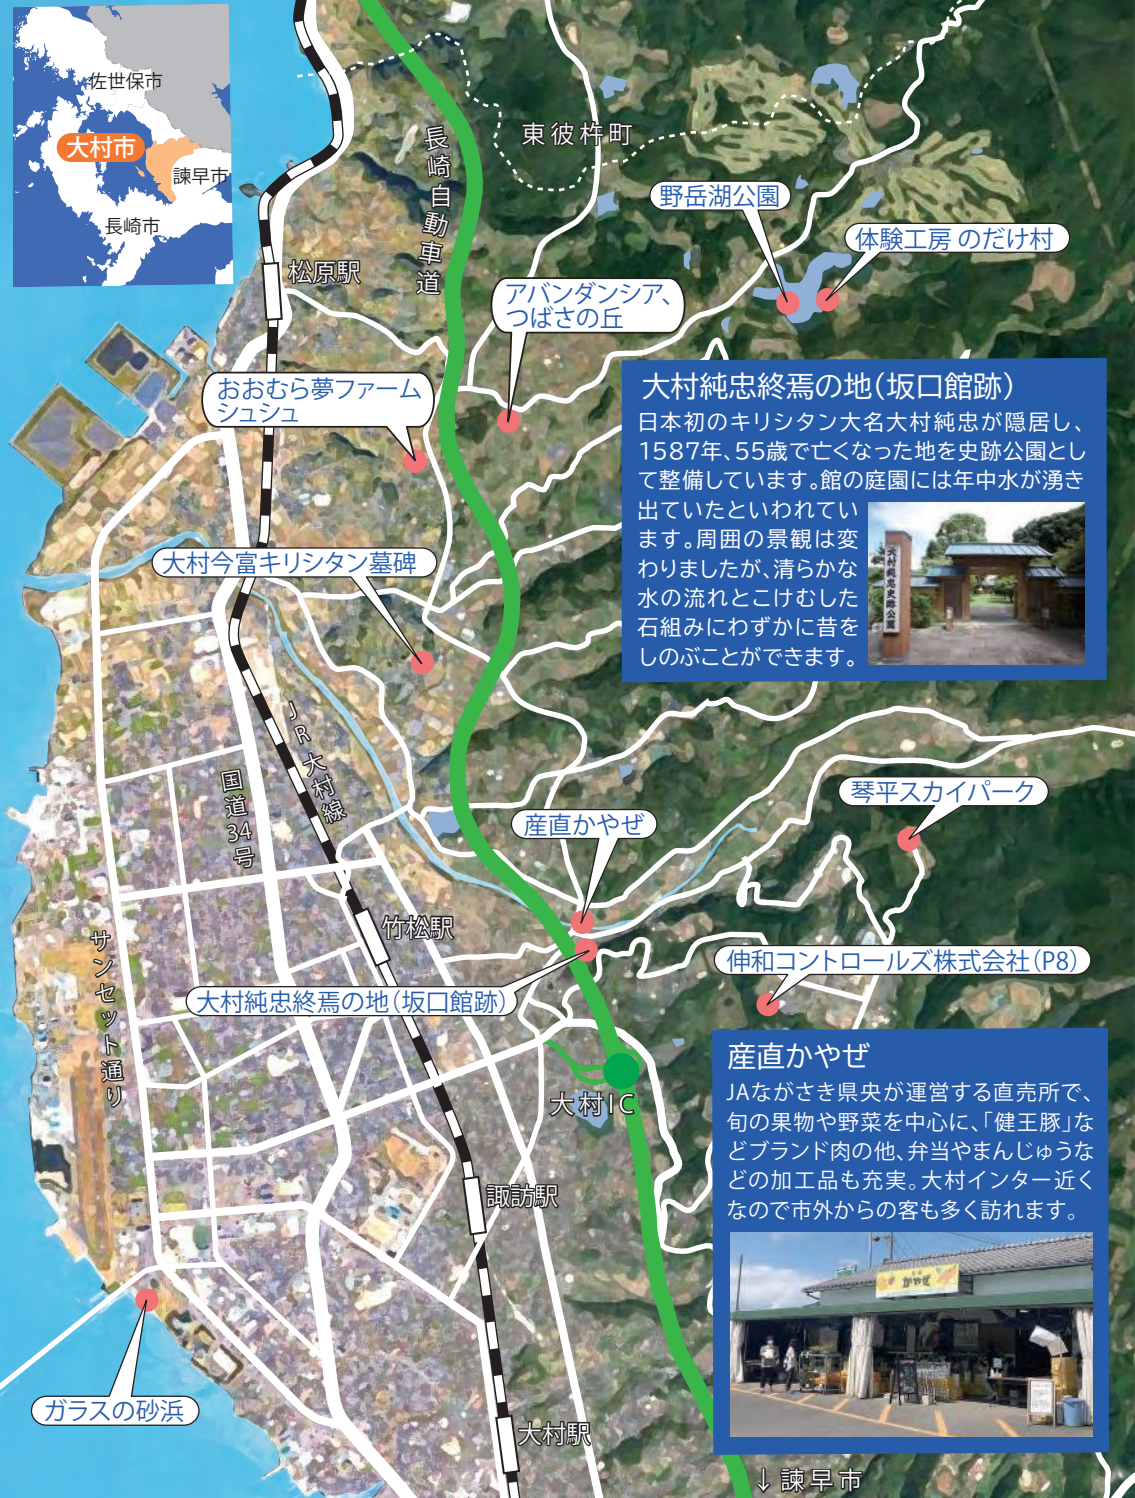 佐世保市
大村市
諫早市
長崎市
長崎自動車道
東彼杵町
野岳湖公園
体験工房 のだけ村
松原駅
アバンダンシア、
つばさの丘
おおむら夢ファーム
シュシュ
大村純忠終焉の地（坂口館跡）
日本初のキリシタン大名大村純忠が隠居し、
1587年、55歳で亡くなった地を史跡公園とし
て整備しています。館の庭園には年中水が湧き
出ていたといわれてい
ます。周囲の景観は変
わりましたが、清らかな
水の流れとこけむした
石組みにわずかに昔を
しのぶことができます。
大村純忠史跡公園
大村今富キリシタン墓碑
JR大村線
国道34号
琴平スカイパーク
産直かやぜ
竹松駅
サンセット通り
伸和コントロールズ株式会社（P8）
大村純忠終焉の地（坂口館跡）
大村IC
産直かやぜ
JAながさき県央が運営する直売所で、
旬の果物や野菜を中心に、「健王豚」な
どブランド肉の他、弁当やまんじゅうな
どの加工品も充実。大村インター近く
なので市外からの客も多く訪れます。
かやぜ
諏訪駅
ガラスの砂浜
大村駅
↓諫早市